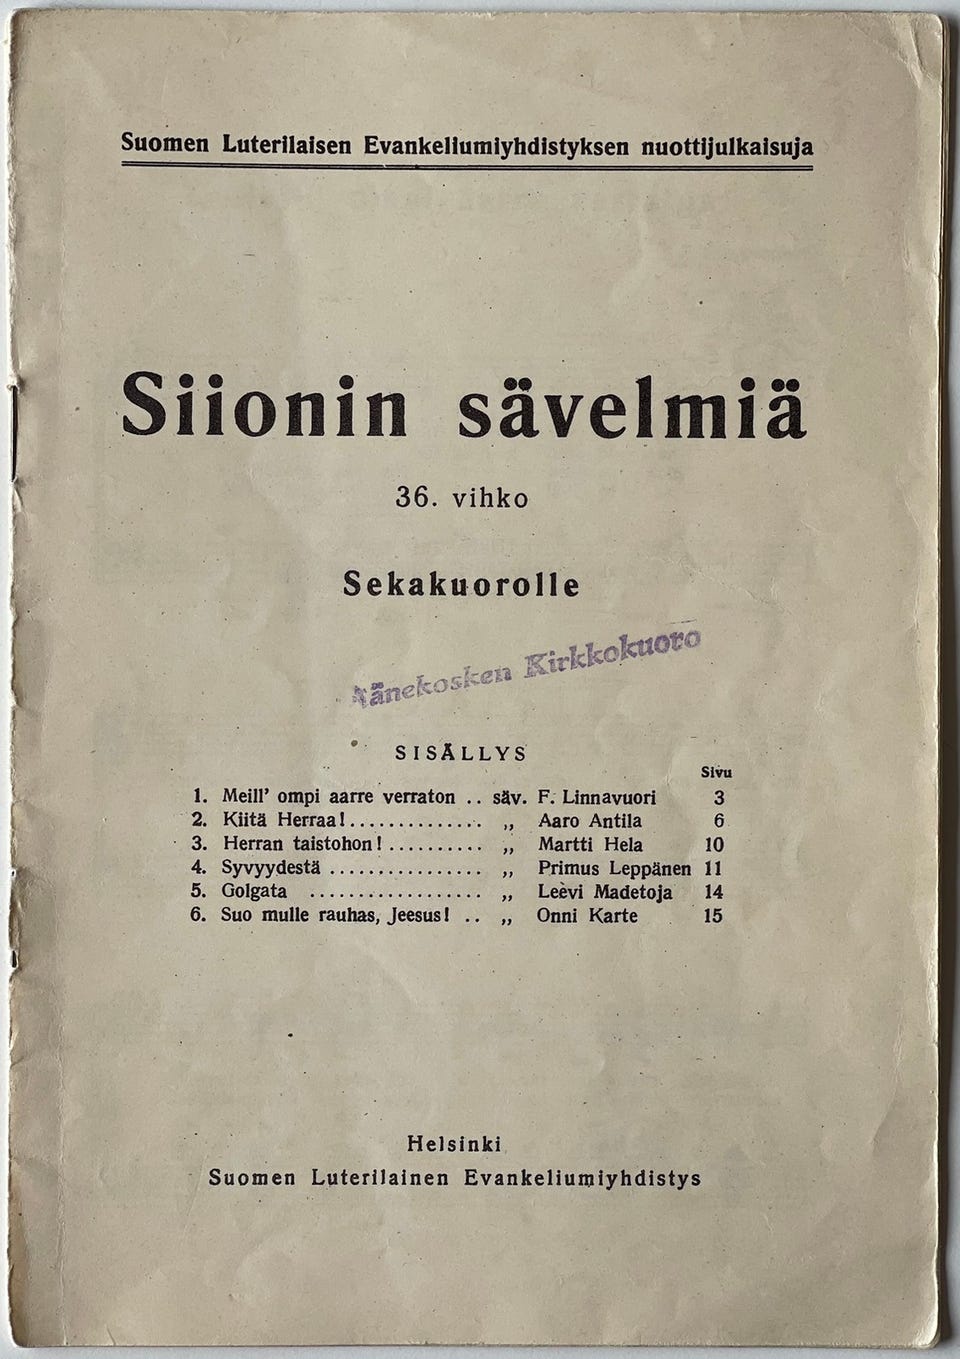 Suomen Luterilaisen Evankeliumiyhdistyksen nuottijulkaisuja
Siionin sävelmiä
36. vihko
Sekakuorolle
Äänekosken Kirkkokuoro
SISÄLLYS
Sivu
1. Meill' ompi aarre verraton .. säv. F. Linnavuori 3
2. Kiitä Herraa! .............. „ Aaro Antila 6
3. Herran taistohon! .......... „ Martti Hela 10
4. Syvyydestä ................ „ Primus Leppänen 11
5. Golgata .................. „ Leevi Madetoja 14
6. Suo mulle rauhas, Jeesus! .. „ Onni Karte 15
Helsinki
Suomen Luterilainen Evankeliumiyhdistys